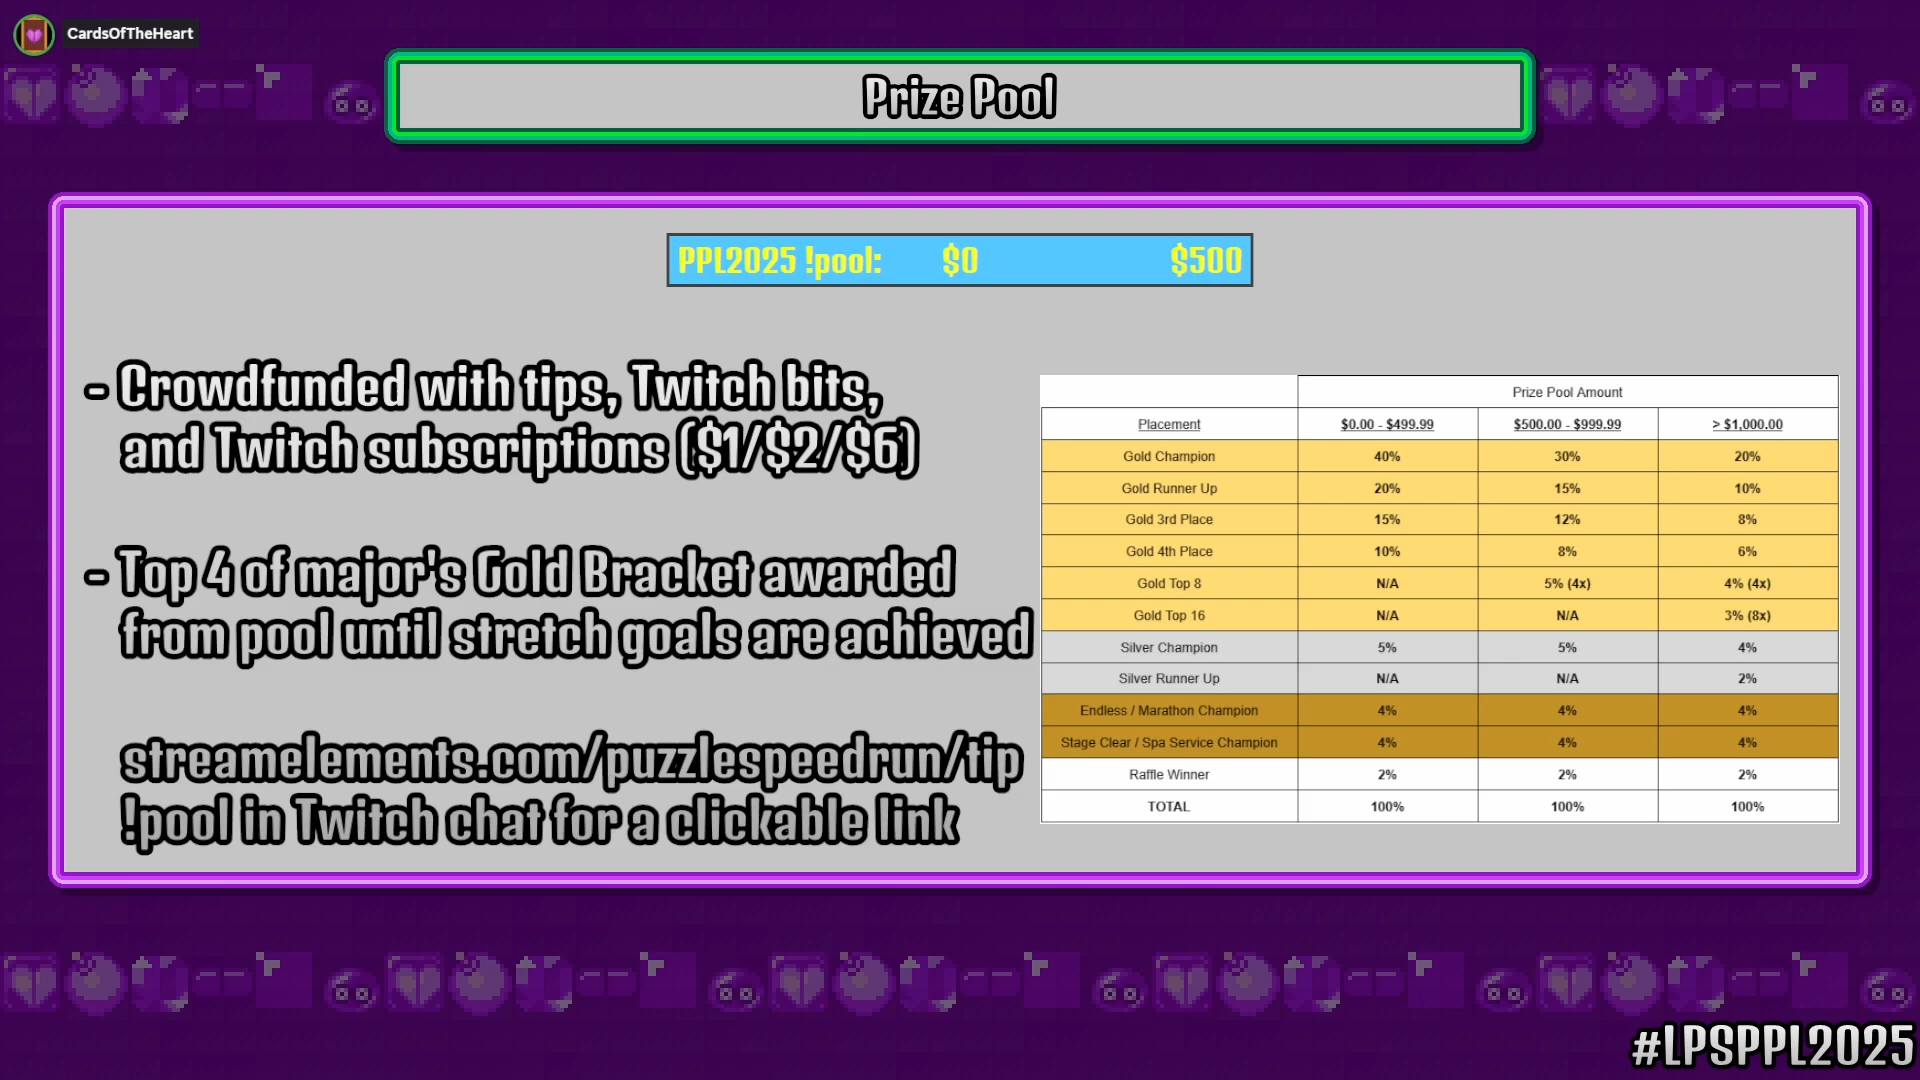 CardsOfTheHeart
Prize Pool
PPL2025 !pool: $0 $500
- Crowdfunded with tips, Twitch bits,
and Twitch subscriptions ($1/$2/$6)
- Top 4 of major's Gold Bracket awarded
from pool until stretch goals are achieved
streamelements.com/puzzlespeedrun/tip
!pool in Twitch chat for a clickable link
Prize Pool Amount
Placement $0.00 - $499.99 $500.00 - $999.99 > $1,000.00
Gold Champion 40% 30% 20%
Gold Runner Up 20% 15% 10%
Gold 3rd Place 15% 12% 8%
Gold 4th Place 10% 8% 6%
Gold Top 8 N/A 5% (4x) 4% (4x)
Gold Top 16 N/A N/A 3% (8x)
Silver Champion 5% 5% 4%
Silver Runner Up N/A N/A 2%
Endless / Marathon Champion 4% 4% 4%
Stage Clear / Spa Service Champion 4% 4% 4%
Raffle Winner 2% 2% 2%
TOTAL 100% 100% 100%
#LPSPPL2025